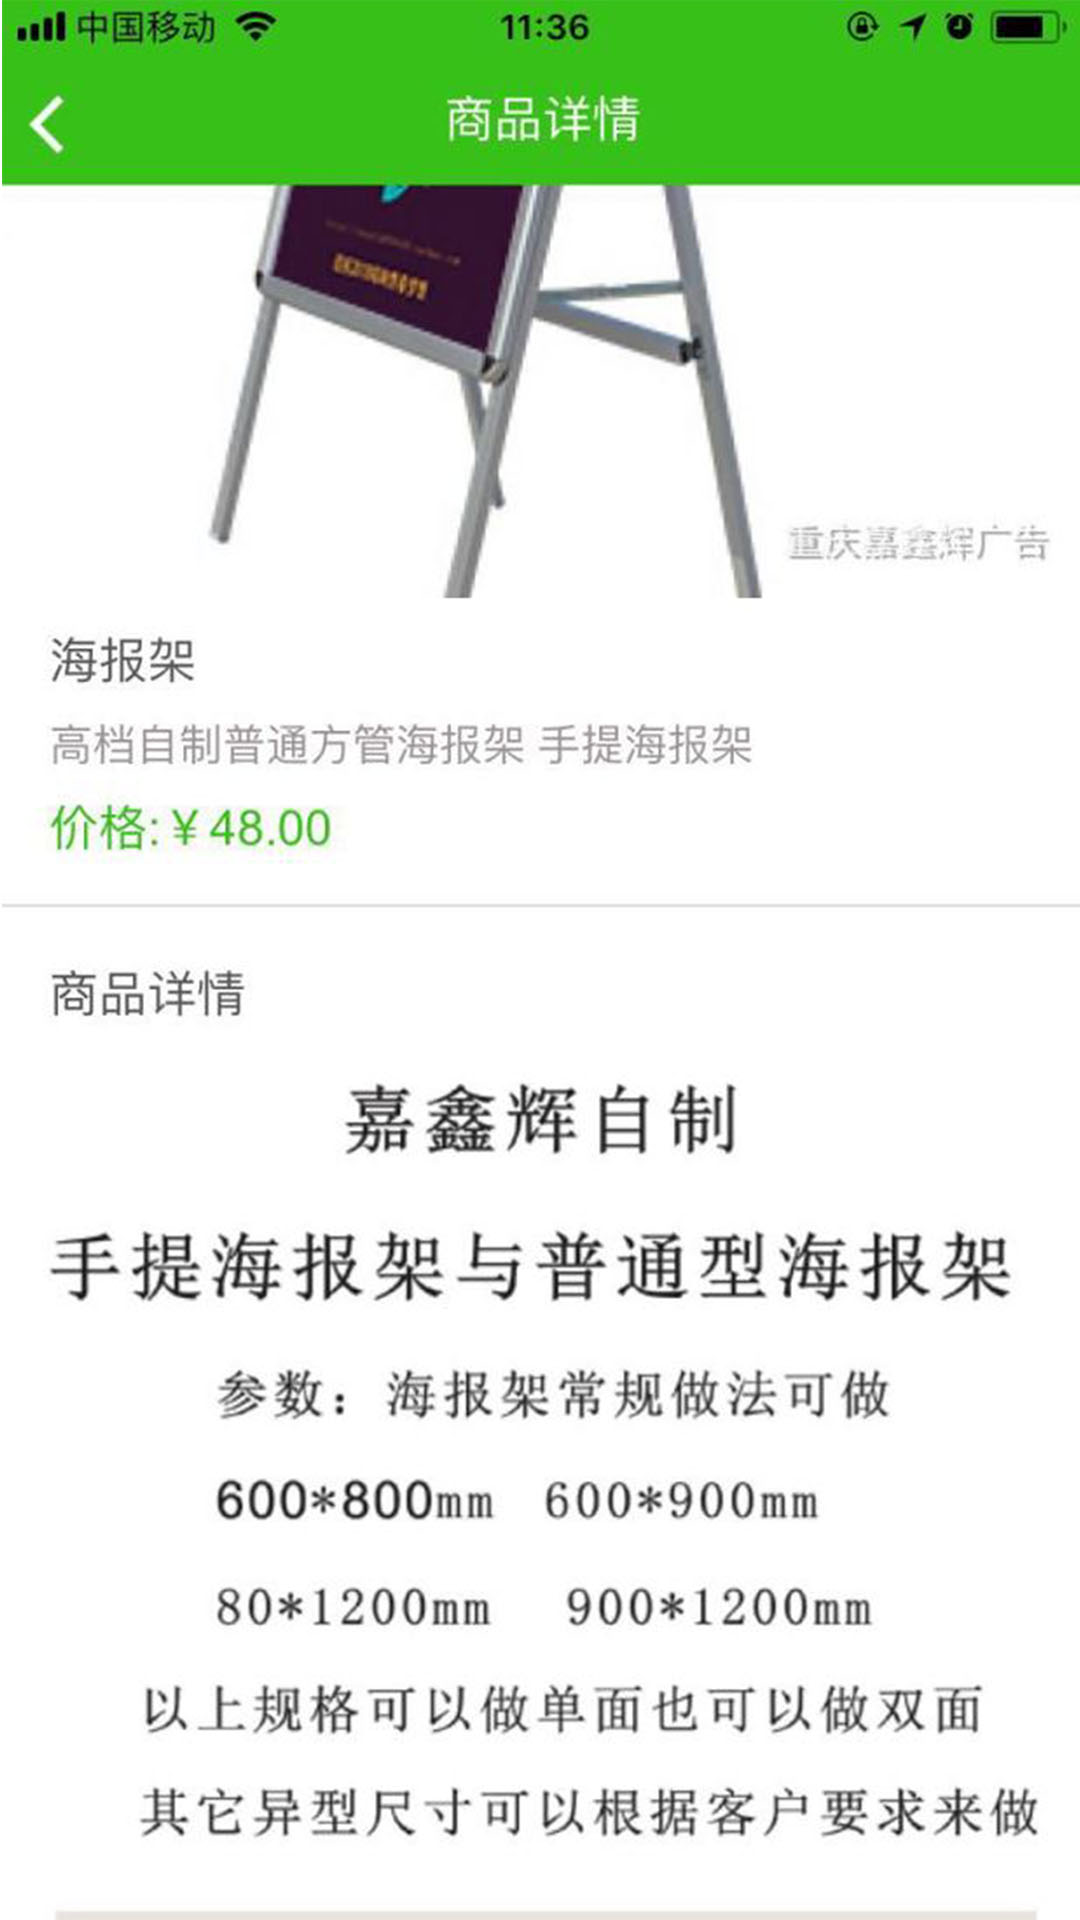 中国移动 11:36
商品详情
重庆嘉鑫辉广告
海报架
高档自制普通方管海报架 手提海报架
价格:￥48.00
商品详情
嘉鑫辉自制
手提海报架与普通型海报架
参数：海报架常规做法可做
600*800mm 600*900mm
80*1200mm 900*1200mm
以上规格可以做单面也可以做双面
其它异型尺寸可以根据客户要求来做